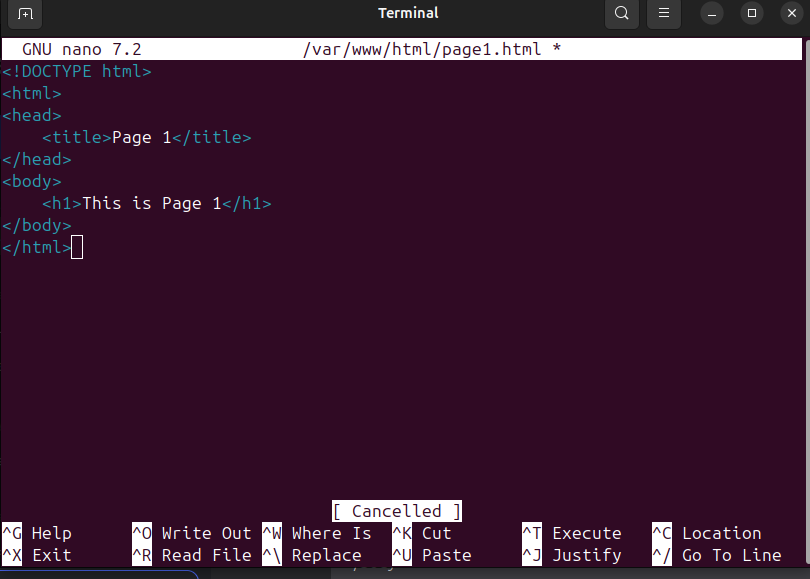 Terminal
GNU nano 7.2 /var/www/html/page1.html *
<!DOCTYPE html>
<html>
<head>
    <title>Page 1</title>
</head>
<body>
    <h1>This is Page 1</h1>
</body>
</html>
[ Cancelled ]
^G Help ^O Write Out ^W Where Is ^K Cut ^T Execute ^C Location
^X Exit ^R Read File ^\ Replace ^U Paste ^J Justify ^/ Go To Line